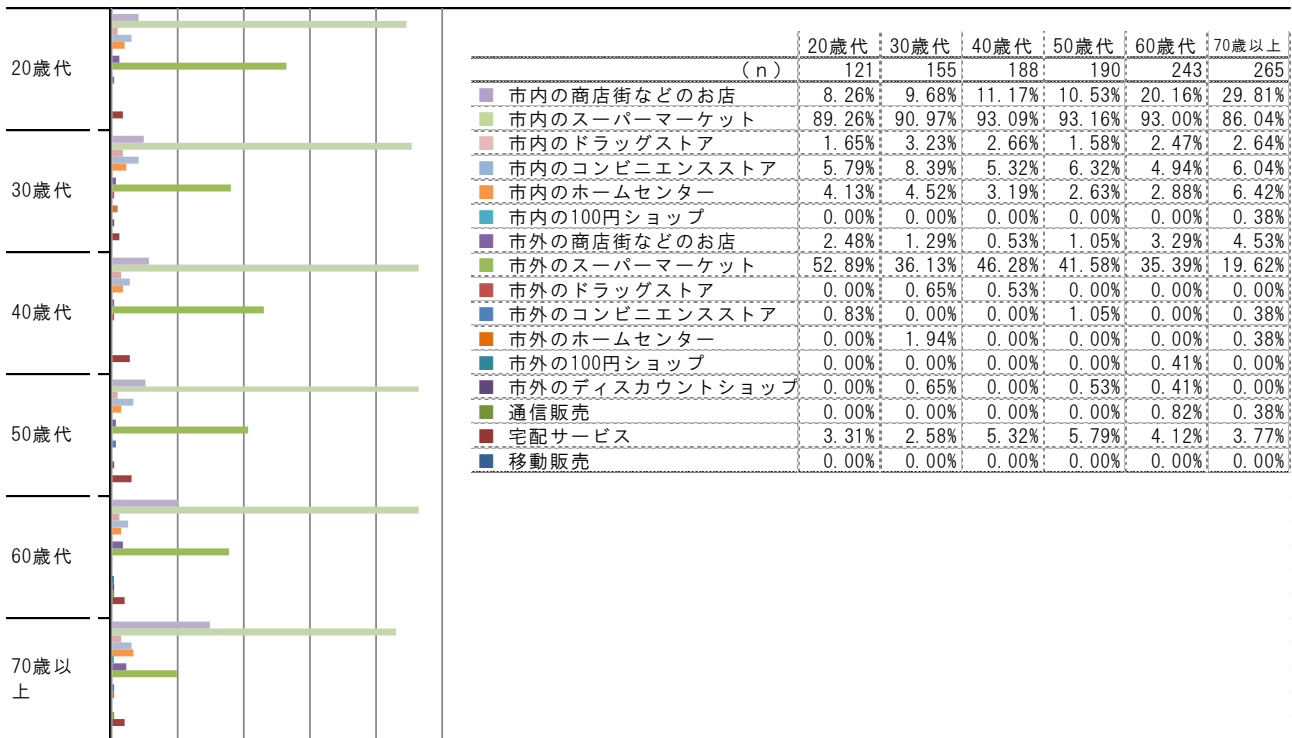 20歳代
30歳代
40歳代
50歳代
60歳代
70歳以
上
20歳代 30歳代 40歳代 50歳代 60歳代 70歳以上
(n) 121 155 188 190 243 265
市内の商店街などのお店 8.26% 9.68% 11.17% 10.53% 20.16% 29.81%
市内のスーパーマーケット 89.26% 90.97% 93.09% 93.16% 93.00% 86.04%
市内のドラッグストア 1.65% 3.23% 2.66% 1.58% 2.47% 2.64%
市内のコンビニエンスストア 5.79% 8.39% 5.32% 6.32% 4.94% 6.04%
市内のホームセンター 4.13% 4.52% 3.19% 2.63% 2.88% 6.42%
市内の100円ショップ 0.00% 0.00% 0.00% 0.00% 0.00% 0.38%
市外の商店街などのお店 2.48% 1.29% 0.53% 1.05% 3.29% 4.53%
市外のスーパーマーケット 52.89% 36.13% 46.28% 41.58% 35.39% 19.62%
市外のドラッグストア 0.00% 0.65% 0.53% 0.00% 0.00% 0.00%
市外のコンビニエンスストア 0.83% 0.00% 0.00% 1.05% 0.00% 0.38%
市外のホームセンター 0.00% 1.94% 0.00% 0.00% 0.00% 0.38%
市外の100円ショップ 0.00% 0.00% 0.00% 0.00% 0.41% 0.00%
市外のディスカウントショップ 0.00% 0.65% 0.00% 0.53% 0.41% 0.00%
通信販売 0.00% 0.00% 0.00% 0.00% 0.82% 0.38%
宅配サービス 3.31% 2.58% 5.32% 5.79% 4.12% 3.77%
移動販売 0.00% 0.00% 0.00% 0.00% 0.00% 0.00%